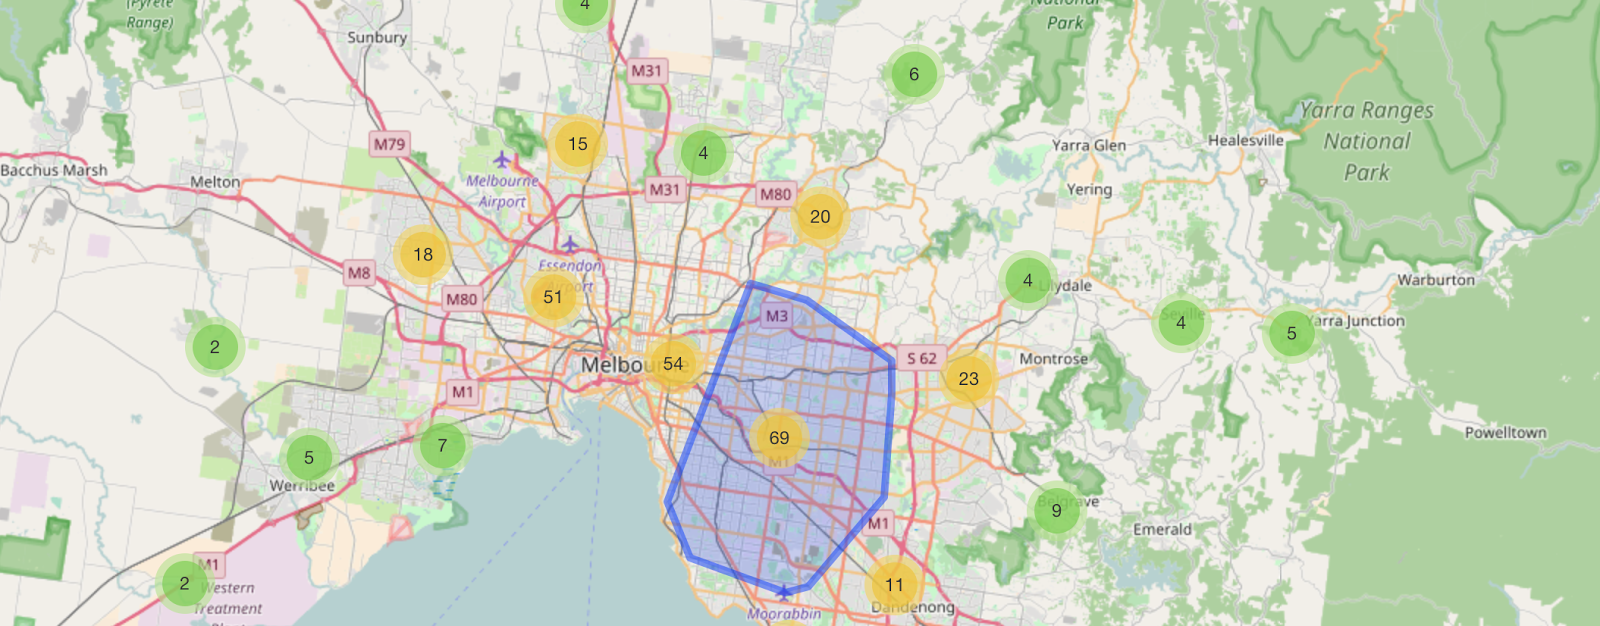 (Pyrete
Range)
4
National
Park
Sunbury
M31
6
Yarra Ranges
National
Park
M79
15
4
Yarra Glen
Healesville
Bacchus Marsh
Melton
Melbourne
Airport
M31
M80
Yering
20
18
M8
Essendon
51
M80
4
Lilydale
Warburton
M3
4
5
Yarra Junction
2
Melbou
54
S 62
23
Montrose
M1
69
M1
Powelltown
5
7
Werribee
Belgrave
9
M1
Emerald
M1
2
Western
Treatment
11
Dandenong
Moorabbin